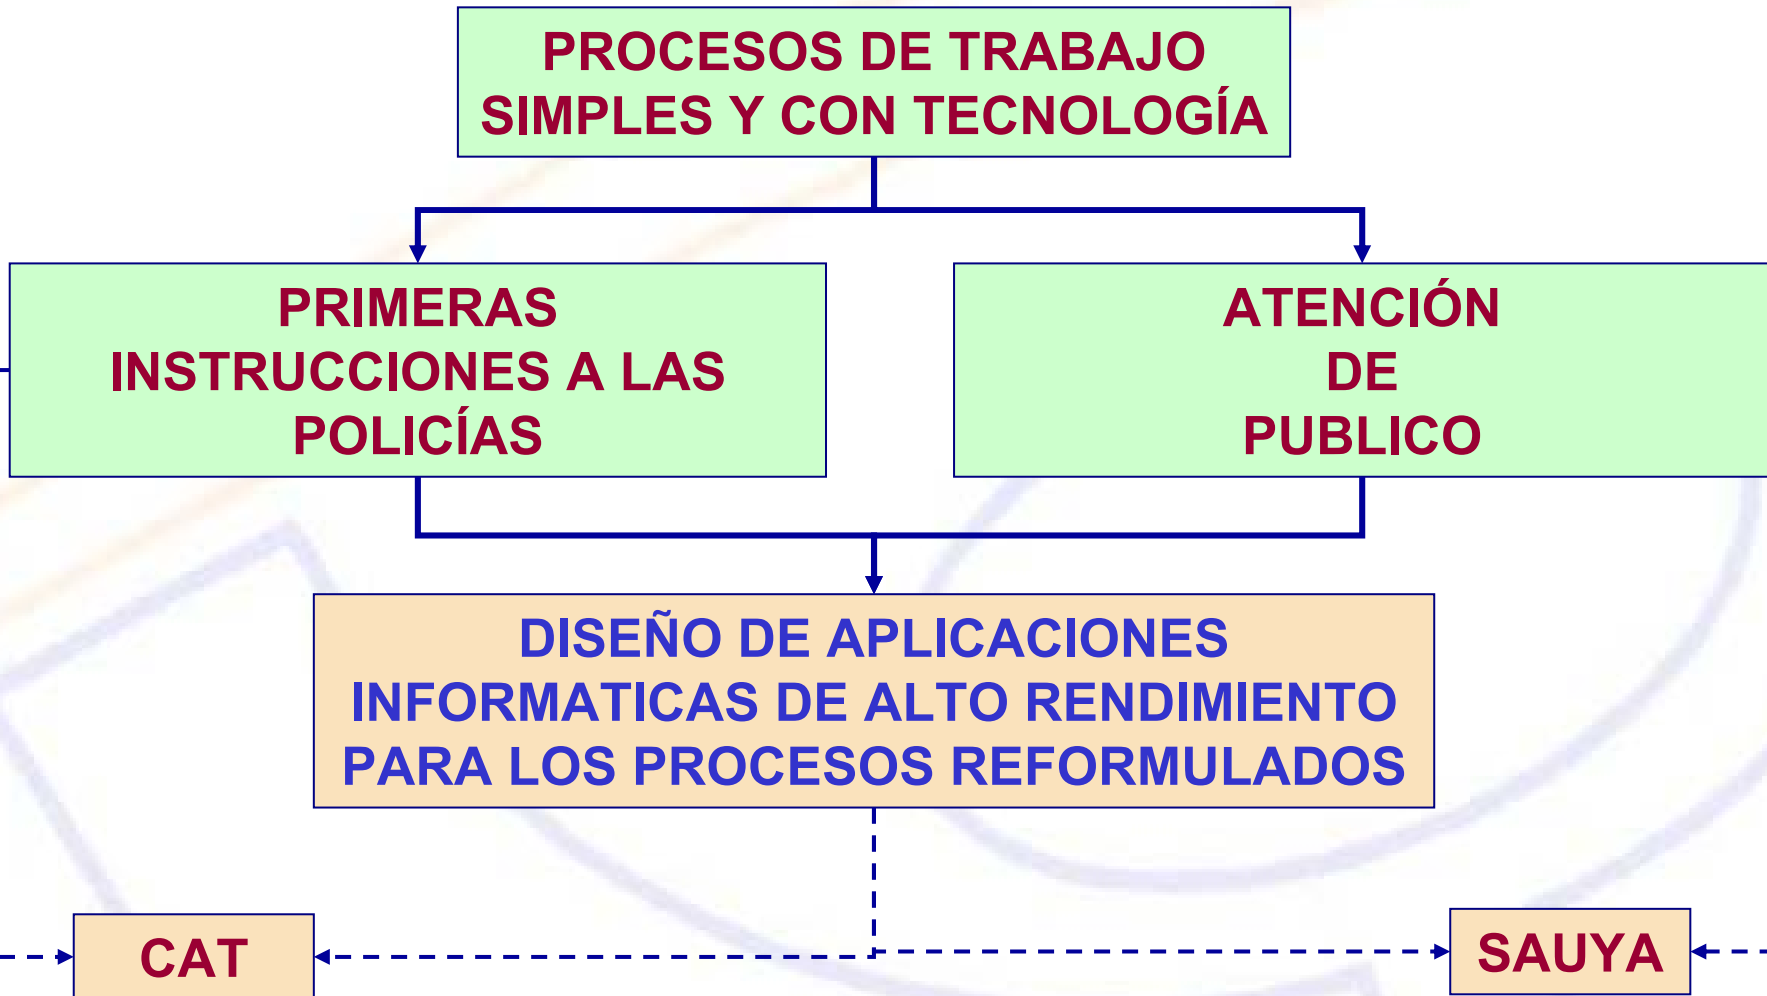 PROCESOS DE TRABAJO
SIMPLES Y CON TECNOLOGÍA
PRIMERAS
INSTRUCCIONES A LAS
POLICÍAS
ATENCIÓN
DE
PUBLICO
DISEÑO DE APLICACIONES
INFORMATICAS DE ALTO RENDIMIENTO
PARA LOS PROCESOS REFORMULADOS
CAT
SAUYA